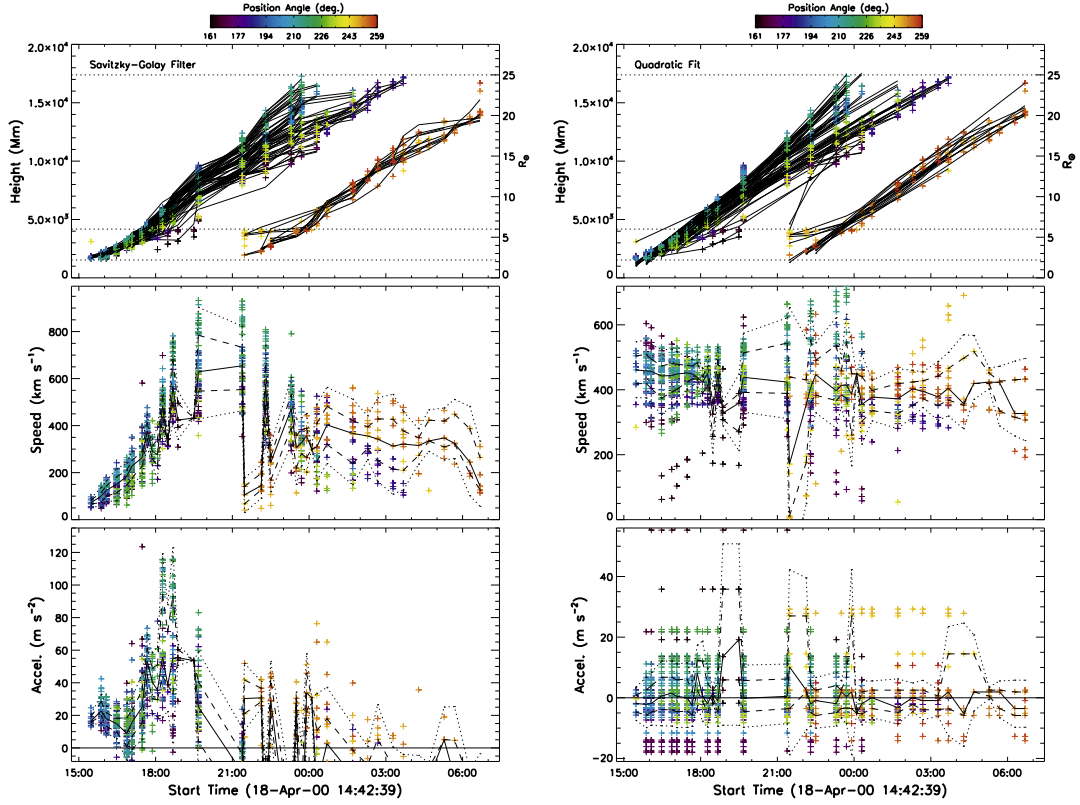 Position Angle (deg.)
161 177 194 210 226 243 259
Savitzky-Golay Filter
Height (Mm)
2.0×10⁴
1.5×10⁴
1.0×10⁴
5.0×10³
0
25
20
15
10
5
0
R⊙
Speed (km s⁻¹)
800
600
400
200
0
Accel. (m s⁻²)
120
100
80
60
40
20
0
15:00 18:00 21:00 00:00 03:00 06:00
Start Time (18-Apr-00 14:42:39)
Position Angle (deg.)
161 177 194 210 226 243 259
Quadratic Fit
Height (Mm)
2.0×10⁴
1.5×10⁴
1.0×10⁴
5.0×10³
0
25
20
15
10
5
0
R⊙
Speed (km s⁻¹)
600
400
200
0
Accel. (m s⁻²)
40
20
0
−20
15:00 18:00 21:00 00:00 03:00 06:00
Start Time (18-Apr-00 14:42:39)